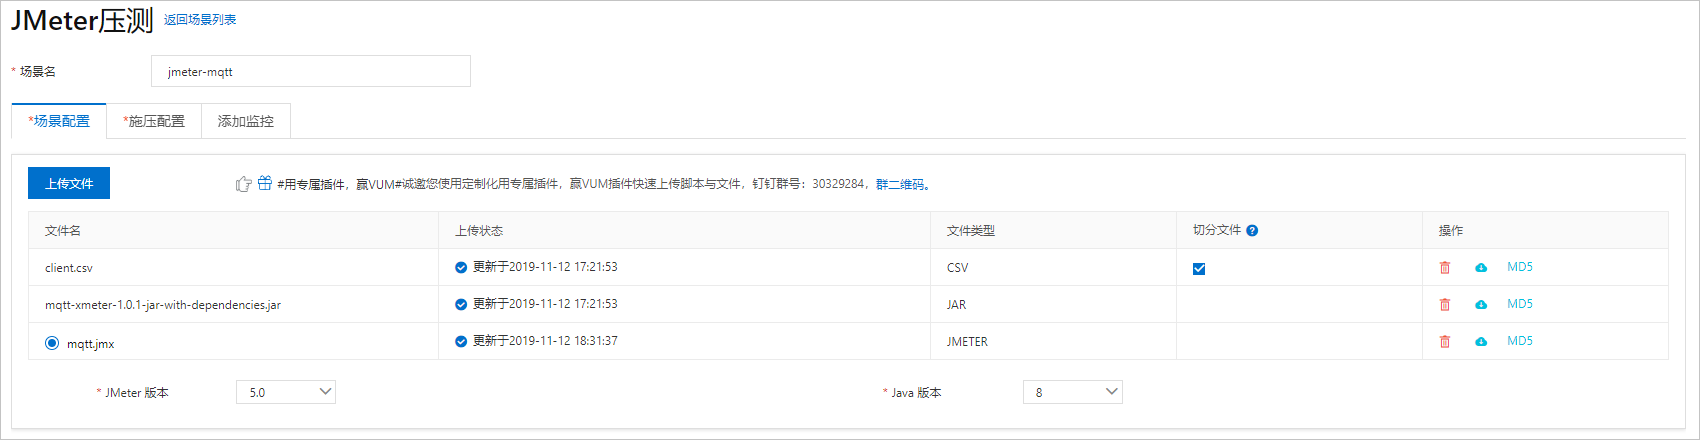 JMeter压测 返回场景列表
* 场景名 jmeter-mqtt
*场景配置 *施压配置 添加监控
上传文件 #用专属插件，赢VUM#诚邀您使用定制化用专属插件，赢VUM插件快速上传脚本与文件，钉钉群号：30329284，群二维码。
文件名 上传状态 文件类型 切分文件 ? 操作
client.csv 更新于2019-11-12 17:21:53 CSV MD5
mqtt-xmeter-1.0.1-jar-with-dependencies.jar 更新于2019-11-12 17:21:53 JAR MD5
mqtt.jmx 更新于2019-11-12 18:31:37 JMETER MD5
* JMeter 版本 5.0 * Java 版本 8